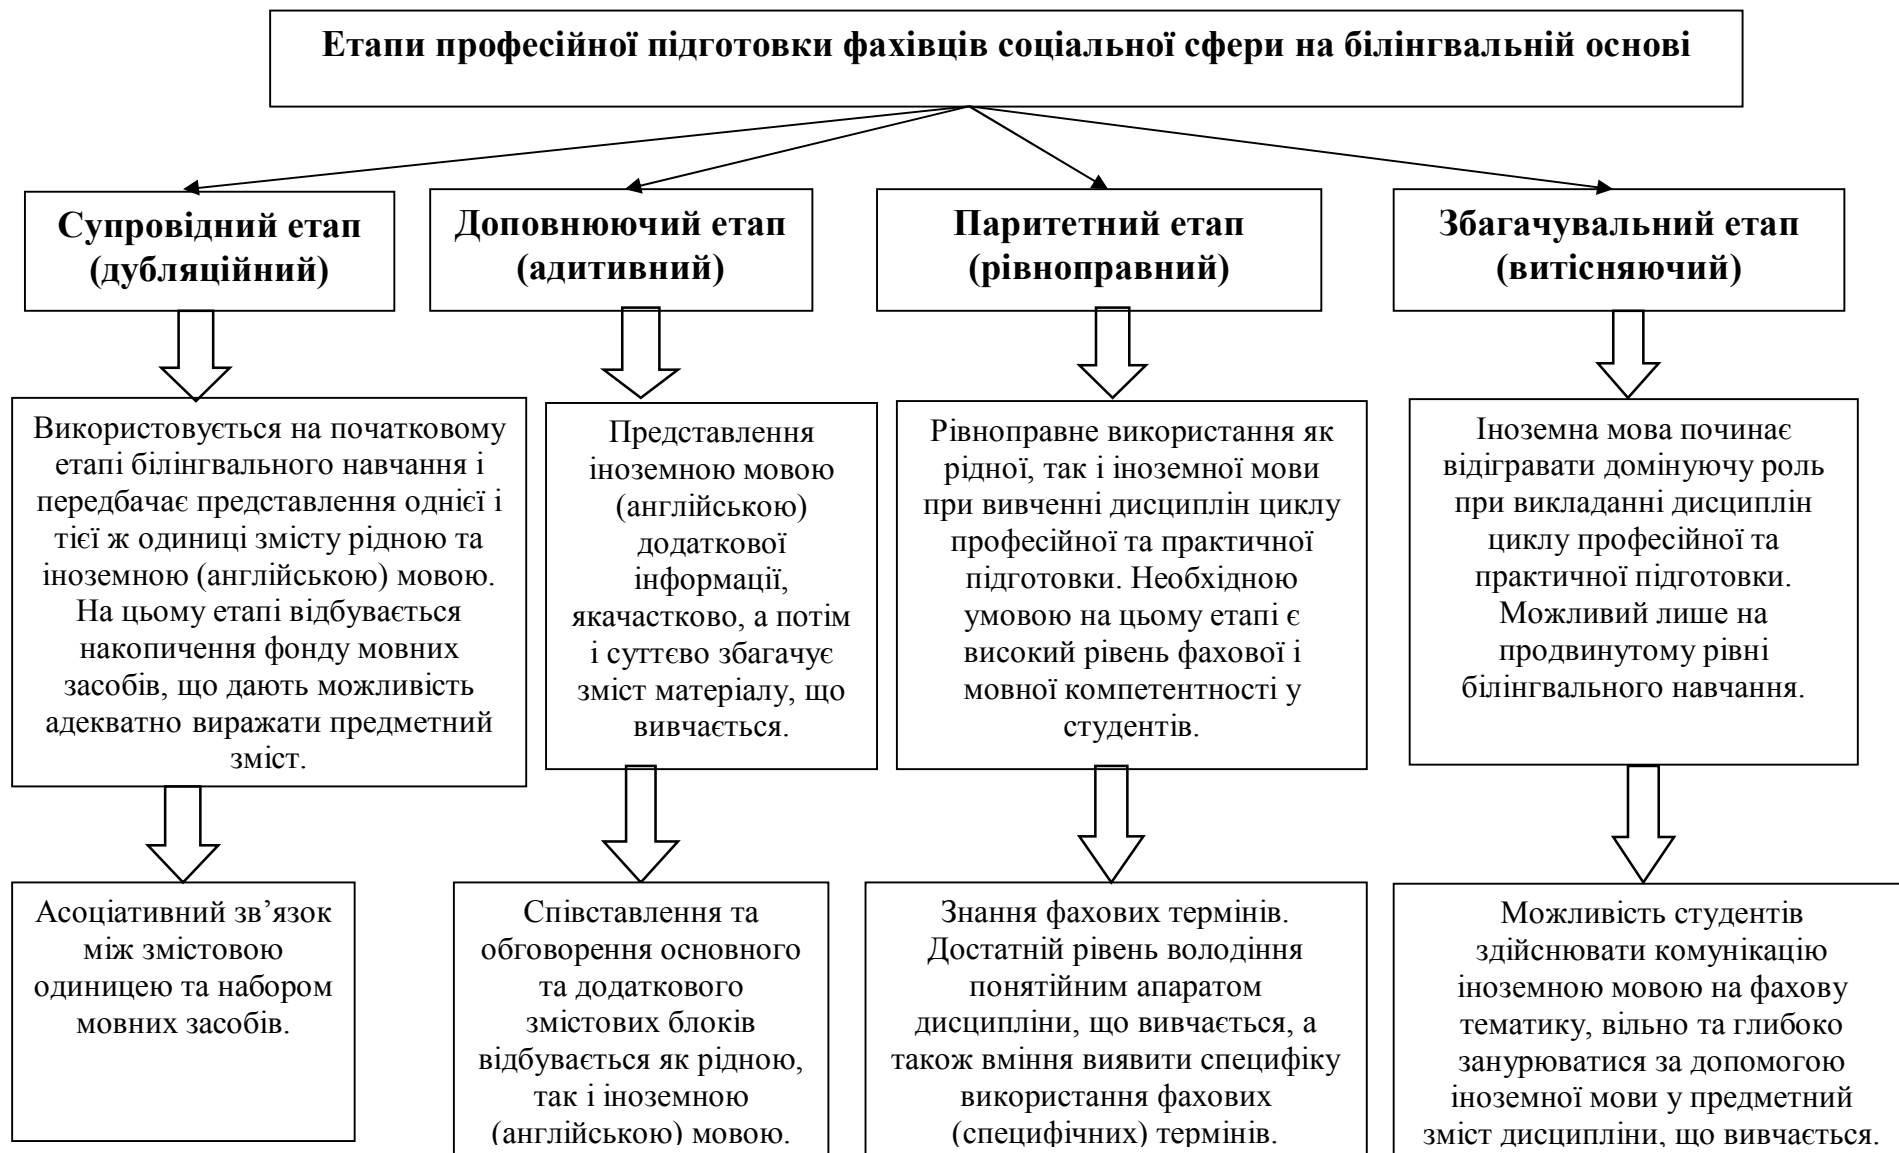 Етапи професійної підготовки фахівців соціальної сфери на білінгвальній основі
Супровідний етап
(дубляційний)
Доповнюючий етап
(адитивний)
Паритетний етап
(рівноправний)
Збагачувальний етап
(витісняючий)
Використовується на початковому
етапі білінгвального навчання і
передбачає представлення однієї і
тієї ж одиниці змісту рідною та
іноземною (англійською) мовою.
На цьому етапі відбувається
накопичення фонду мовних
засобів, що дають можливість
адекватно виражати предметний
зміст.
Представлення
іноземною мовою
(англійською)
додаткової
інформації,
якачастково, а потім
і суттєво збагачує
зміст матеріалу, що
вивчається.
Рівноправне використання як
рідної, так і іноземної мови
при вивченні дисциплін циклу
професійної та практичної
підготовки. Необхідною
умовою на цьому етапі є
високий рівень фахової і
мовної компетентності у
студентів.
Іноземна мова починає
відігравати домінуючу роль
при викладанні дисциплін
циклу професійної та
практичної підготовки.
Можливий лише на
продвинутому рівні
білінгвального навчання.
Асоціативний зв’язок
між змістовою
одиницею та набором
мовних засобів.
Співставлення та
обговорення основного
та додаткового
змістових блоків
відбувається як рідною,
так і іноземною
(англійською) мовою.
Знання фахових термінів.
Достатній рівень володіння
понятійним апаратом
дисципліни, що вивчається, а
також вміння виявити специфіку
використання фахових
(специфічних) термінів.
Можливість студентів
здійснювати комунікацію
іноземною мовою на фахову
тематику, вільно та глибоко
занурюватися за допомогою
іноземної мови у предметний
зміст дисципліни, що вивчається.